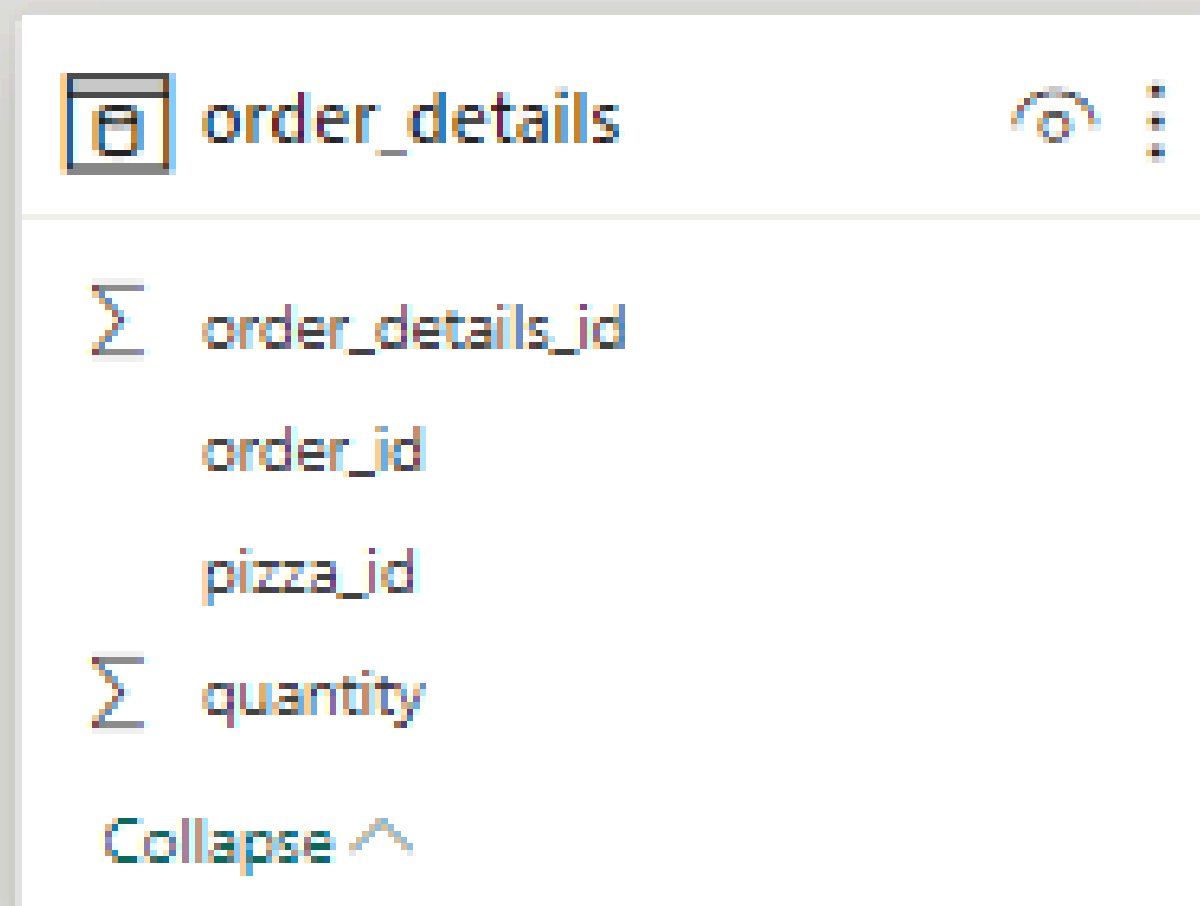 order_details
order_details_id
order_id
pizza_id
quantity
Collapse